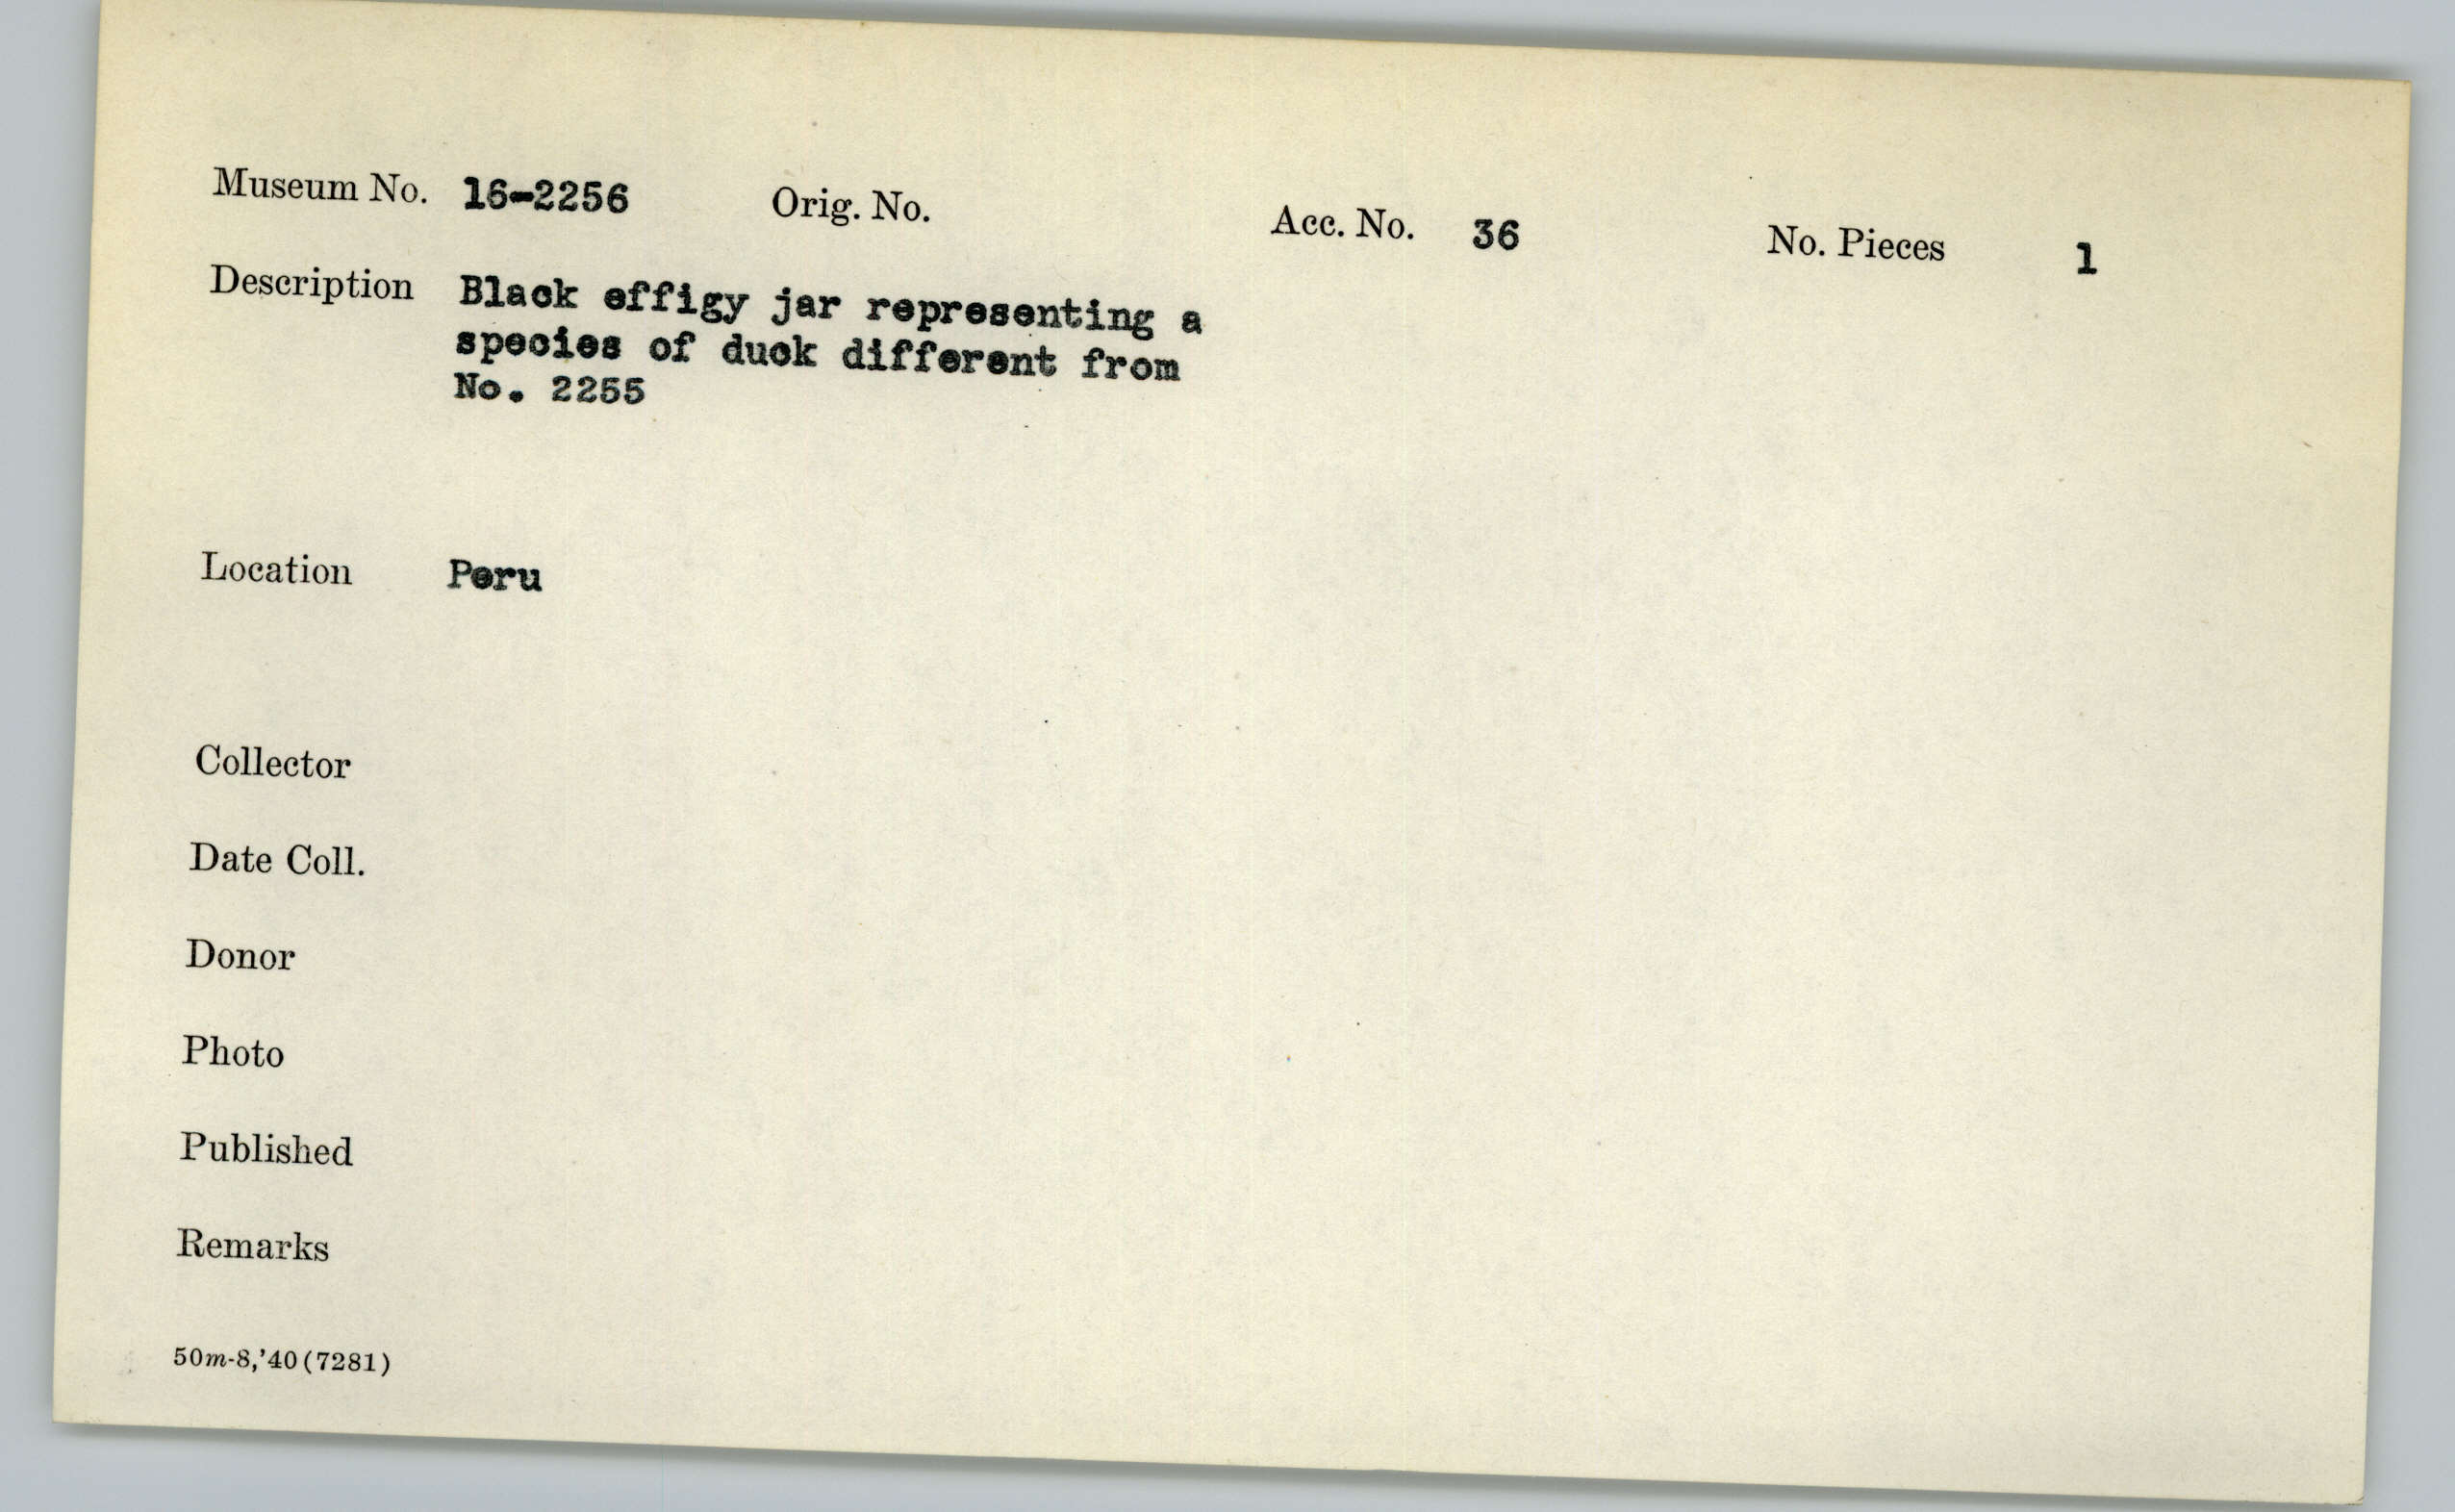 Museum No. 16-2256 Orig. No. Acc. No. 36 No. Pieces 1
Description Black effigy jar representing a
species of duck different from
No. 2255
Location Peru
Collector
Date Coll.
Donor
Photo
Published
Remarks
50m-8,'40(7281)